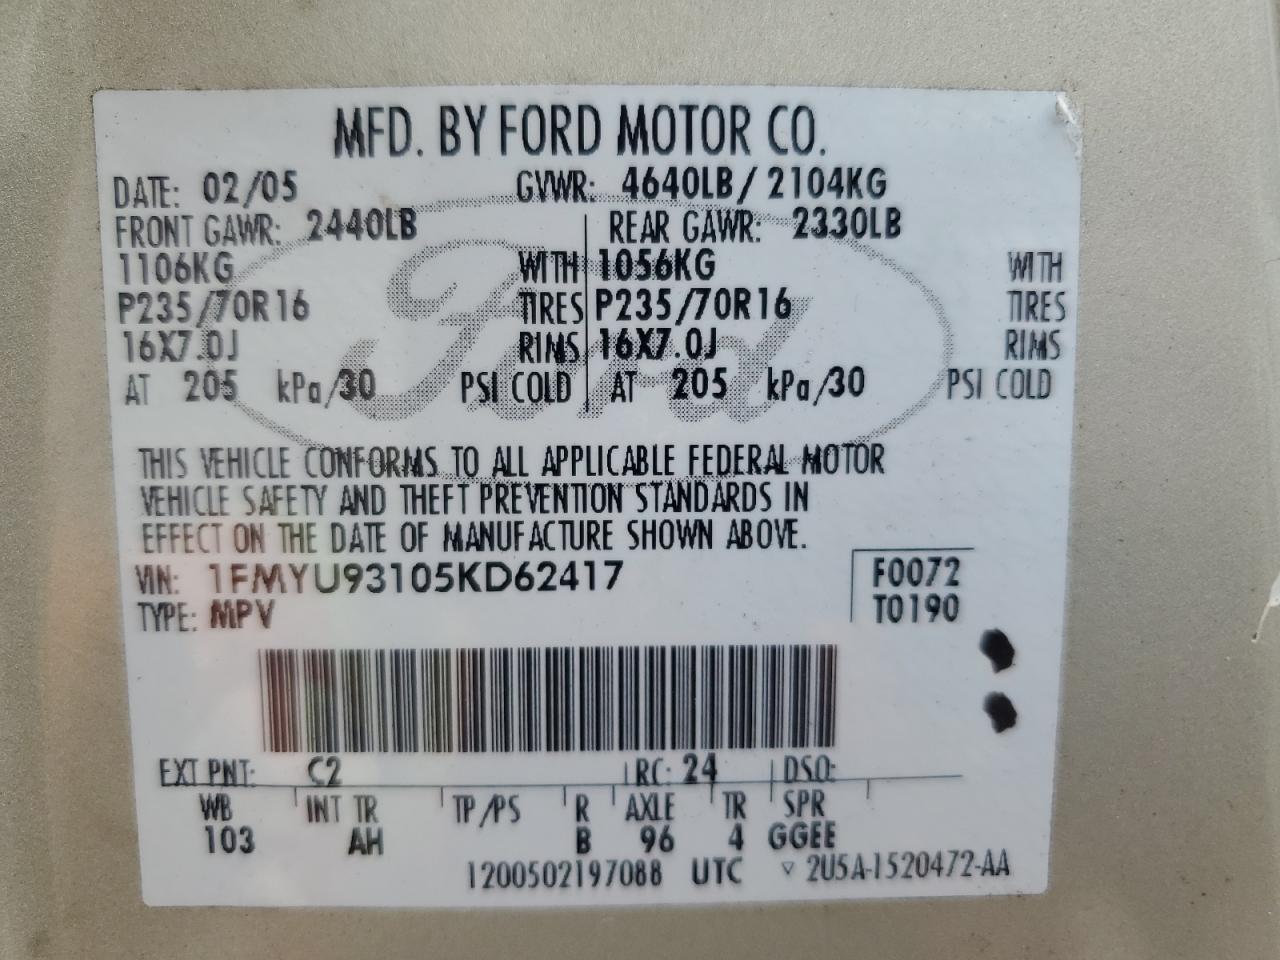 MFD. BY FORD MOTOR CO.
DATE: 02/05 GVWR: 4640LB/ 2104KG
FRONT GAWR: 2440LB REAR GAWR: 2330LB
1106KG WITH 1056KG WITH
P235/70R16 TIRES P235/70R16 TIRES
16X7.0J RIMS 16X7.0J RIMS
AT 205 kPa/30 PSI COLD AT 205 kPa/30 PSI COLD
Ford
THIS VEHICLE CONFORMS TO ALL APPLICABLE FEDERAL MOTOR
VEHICLE SAFETY AND THEFT PREVENTION STANDARDS IN
EFFECT ON THE DATE OF MANUFACTURE SHOWN ABOVE.
VIN: 1FMYU93105KD62417 F0072
TYPE: MPV T0190
EXT PNT: C2 RC: 24 DSO:
WB INT TR TP/PS R AXLE TR SPR
103 AH B 96 4 GGEE
1200502197088 UTC ▽ 2U5A-1520472-AA